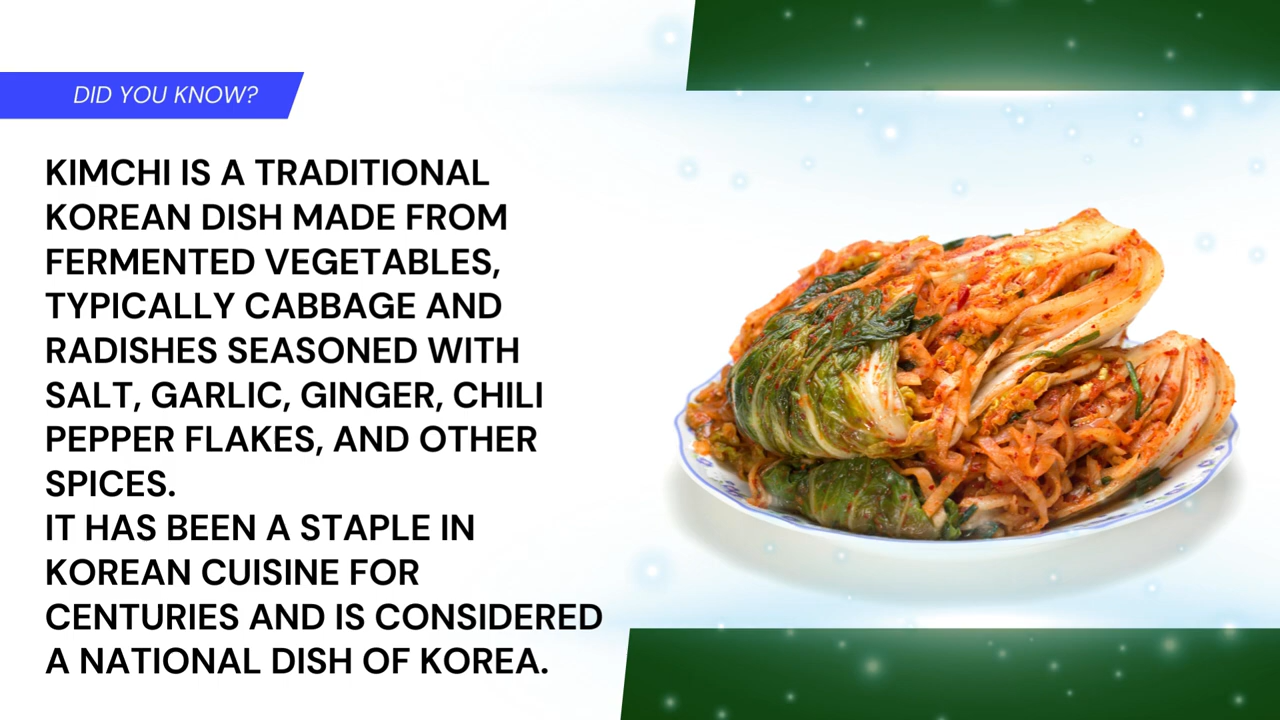 DID YOU KNOW?
KIMCHI IS A TRADITIONAL
KOREAN DISH MADE FROM
FERMENTED VEGETABLES,
TYPICALLY CABBAGE AND
RADISHES SEASONED WITH
SALT, GARLIC, GINGER, CHILI
PEPPER FLAKES, AND OTHER
SPICES.
IT HAS BEEN A STAPLE IN
KOREAN CUISINE FOR
CENTURIES AND IS CONSIDERED
A NATIONAL DISH OF KOREA.